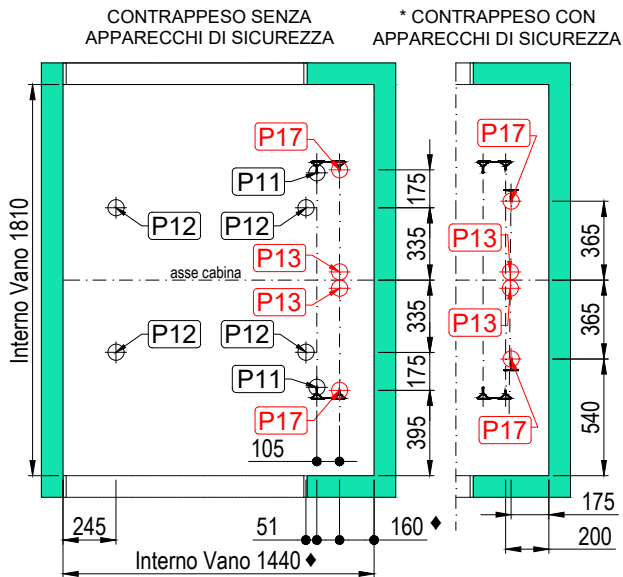 CONTRAPPESO SENZA
APPARECCHI DI SICUREZZA
* CONTRAPPESO CON
APPARECCHI DI SICUREZZA
P17
P11
P12
P12
P13
asse cabina
P13
P12
P12
P11
P17
Interno Vano 1810
175
335
335
175
395
105
245
51
160 ♦
Interno Vano 1440 ♦
P17
P13
P13
P17
365
365
540
175
200